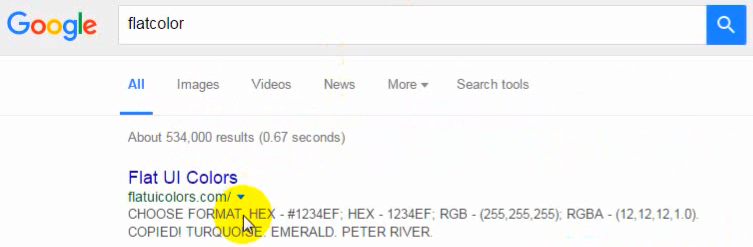 Google flatcolor
All Images Videos News More Search tools
About 534,000 results (0.67 seconds)
Flat UI Colors
flatuicolors.com/
CHOOSE FORMAT. HEX - #1234EF; HEX - 1234EF; RGB - (255,255,255); RGBA - (12,12,12,1.0).
COPIED! TURQUOISE. EMERALD. PETER RIVER.